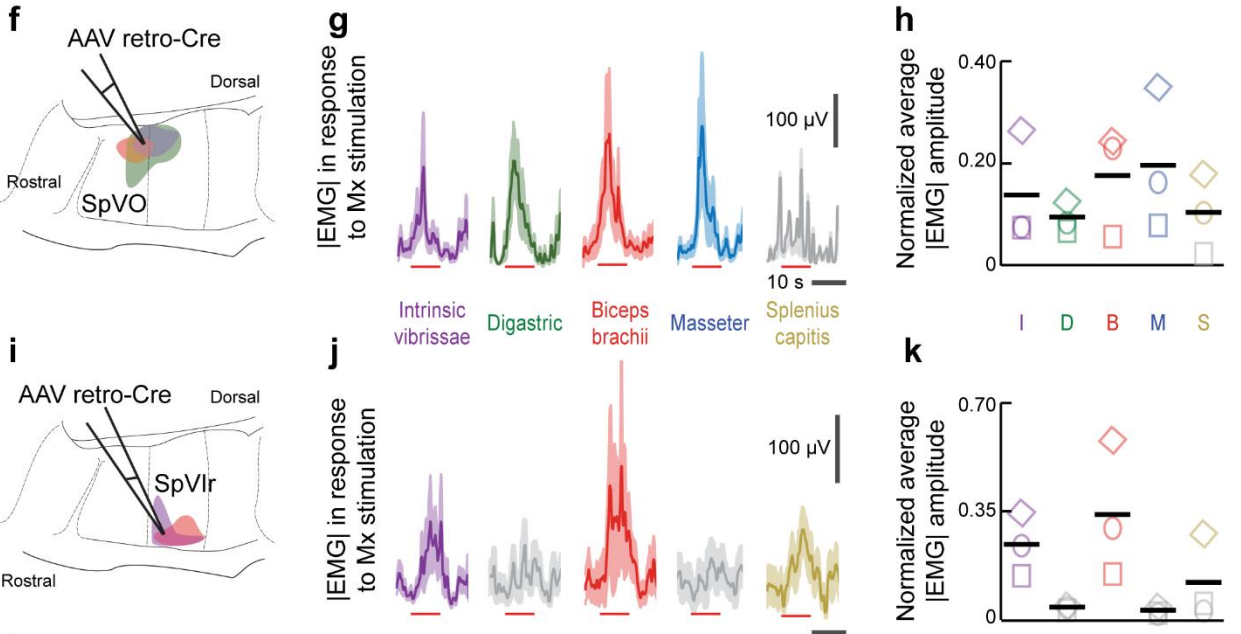 f
AAV retro-Cre
Dorsal
Rostral
SpVO
g
|EMG| in response
to Mx stimulation
100 µV
10 s
Intrinsic
vibrissae
Digastric
Biceps
brachii
Masseter
Splenius
capitis
h
Normalized average
|EMG| amplitude
0.40
0.20
0
I D B M S
i
AAV retro-Cre
Dorsal
SpVIr
Rostral
j
|EMG| in response
to Mx stimulation
100 µV
k
Normalized average
|EMG| amplitude
0.70
0.35
0